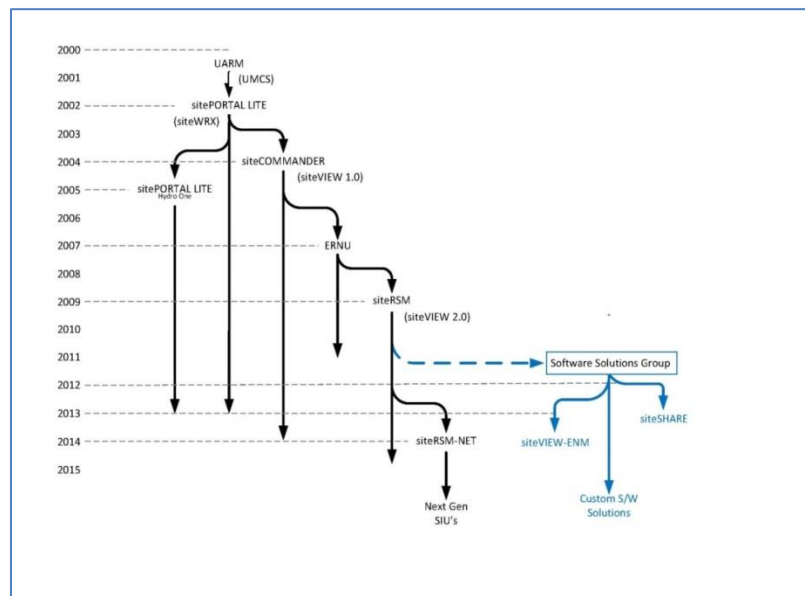 2000
UARM
2001
(UMCS)
2002
sitePORTAL LITE
(siteWRX)
2003
2004
siteCOMMANDER
(siteVIEW 1.0)
2005
sitePORTAL LITE
Hydro One
2006
2007
ERNU
2008
2009
siteRSM
(siteVIEW 2.0)
2010
2011
Software Solutions Group
2012
2013
siteSHARE
siteVIEW-ENM
2014
siteRSM-NET
2015
Next Gen
SIU's
Custom S/W
Solutions